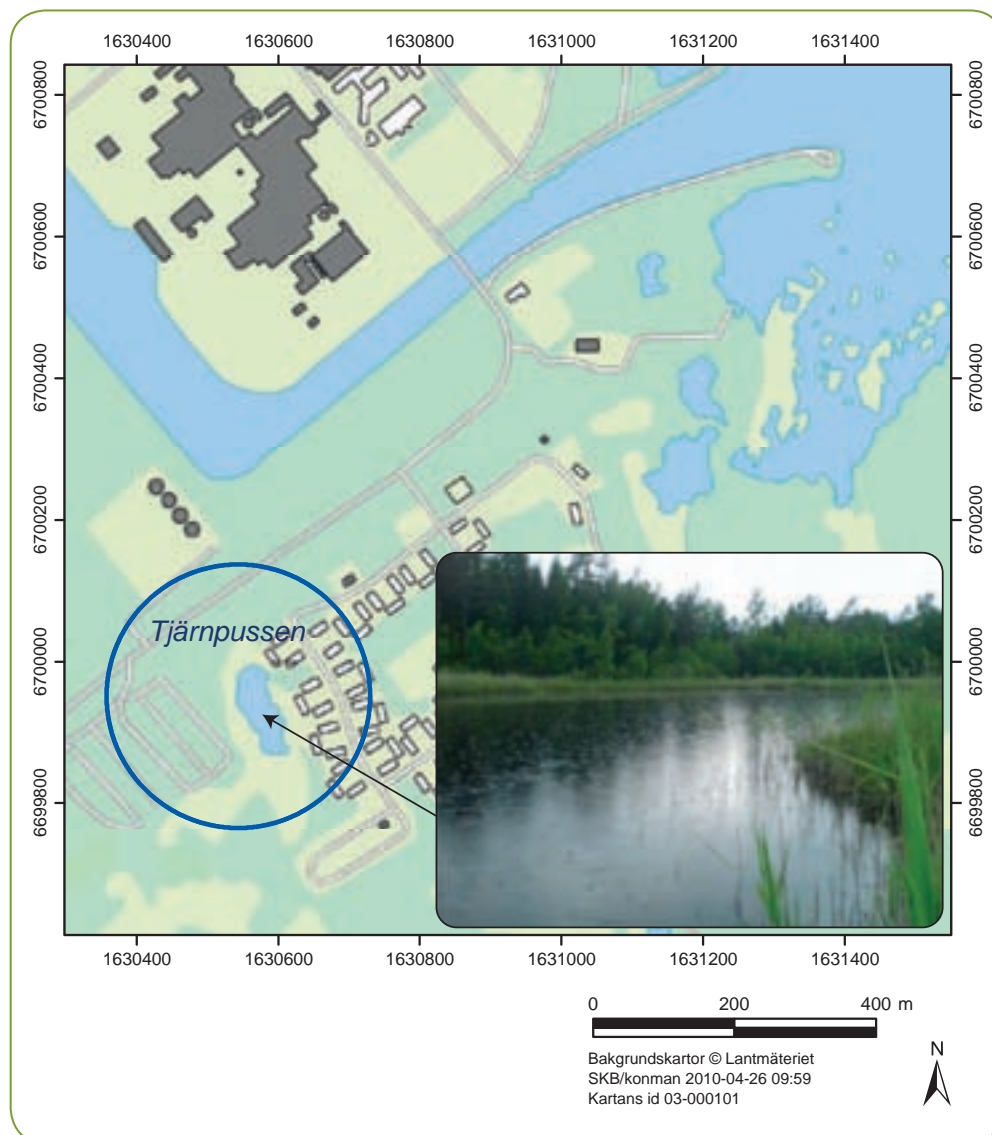 1630400 1630600 1630800 1631000 1631200 1631400
6700800 6700800
6700600 6700600
6700400 6700400
6700200 6700200
Tjärnpussen
6700000 6700000
6699800 6699800
1630400 1630600 1630800 1631000 1631200 1631400
0 200 400 m
Bakgrundskartor © Lantmäteriet
SKB/konman 2010-04-26 09:59
Kartans id 03-000101
N